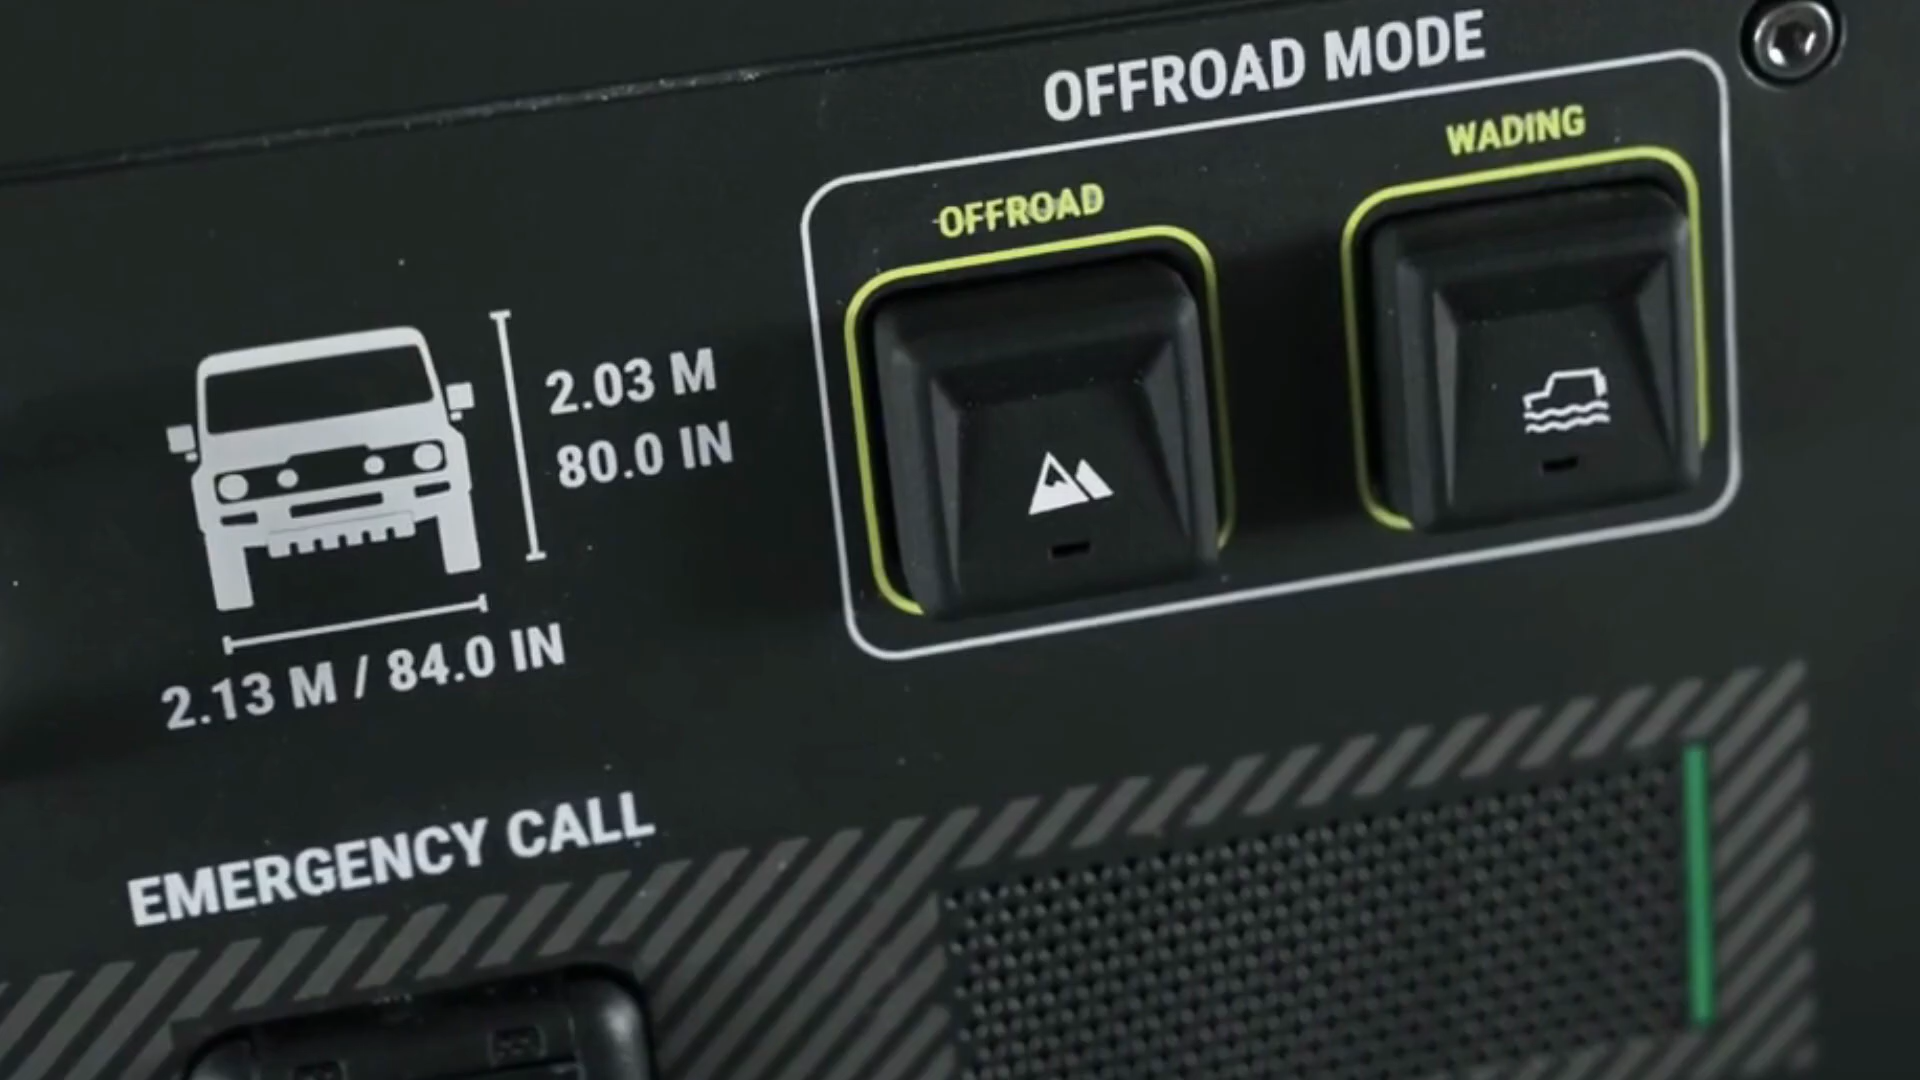 OFFROAD MODE
OFFROAD
WADING
2.03 M
80.0 IN
2.13 M / 84.0 IN
EMERGENCY CALL